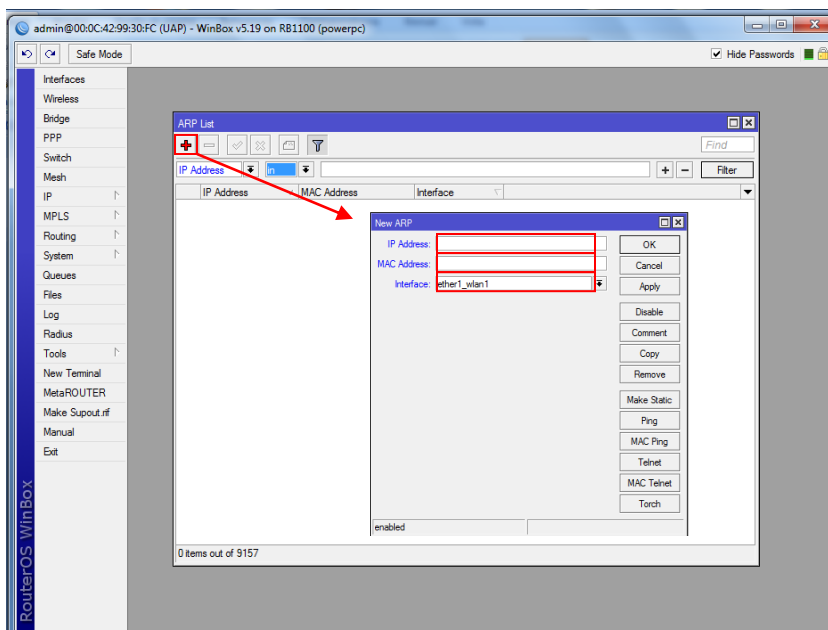 admin@00:0C:42:99:30:FC (UAP) - WinBox v5.19 on RB1100 (powerpc)
Safe Mode
Hide Passwords
Interfaces
Wireless
Bridge
PPP
Switch
Mesh
IP
MPLS
Routing
System
Queues
Files
Log
Radius
Tools
New Terminal
MetaROUTER
Make Supout.rif
Manual
Exit
RouterOS WinBox
ARP List
Find
IP Address in Filter
IP Address MAC Address Interface
New ARP
IP Address:
MAC Address:
Interface: ether1_wlan1
OK
Cancel
Apply
Disable
Comment
Copy
Remove
Make Static
Ping
MAC Ping
Telnet
MAC Telnet
Torch
enabled
0 items out of 9157